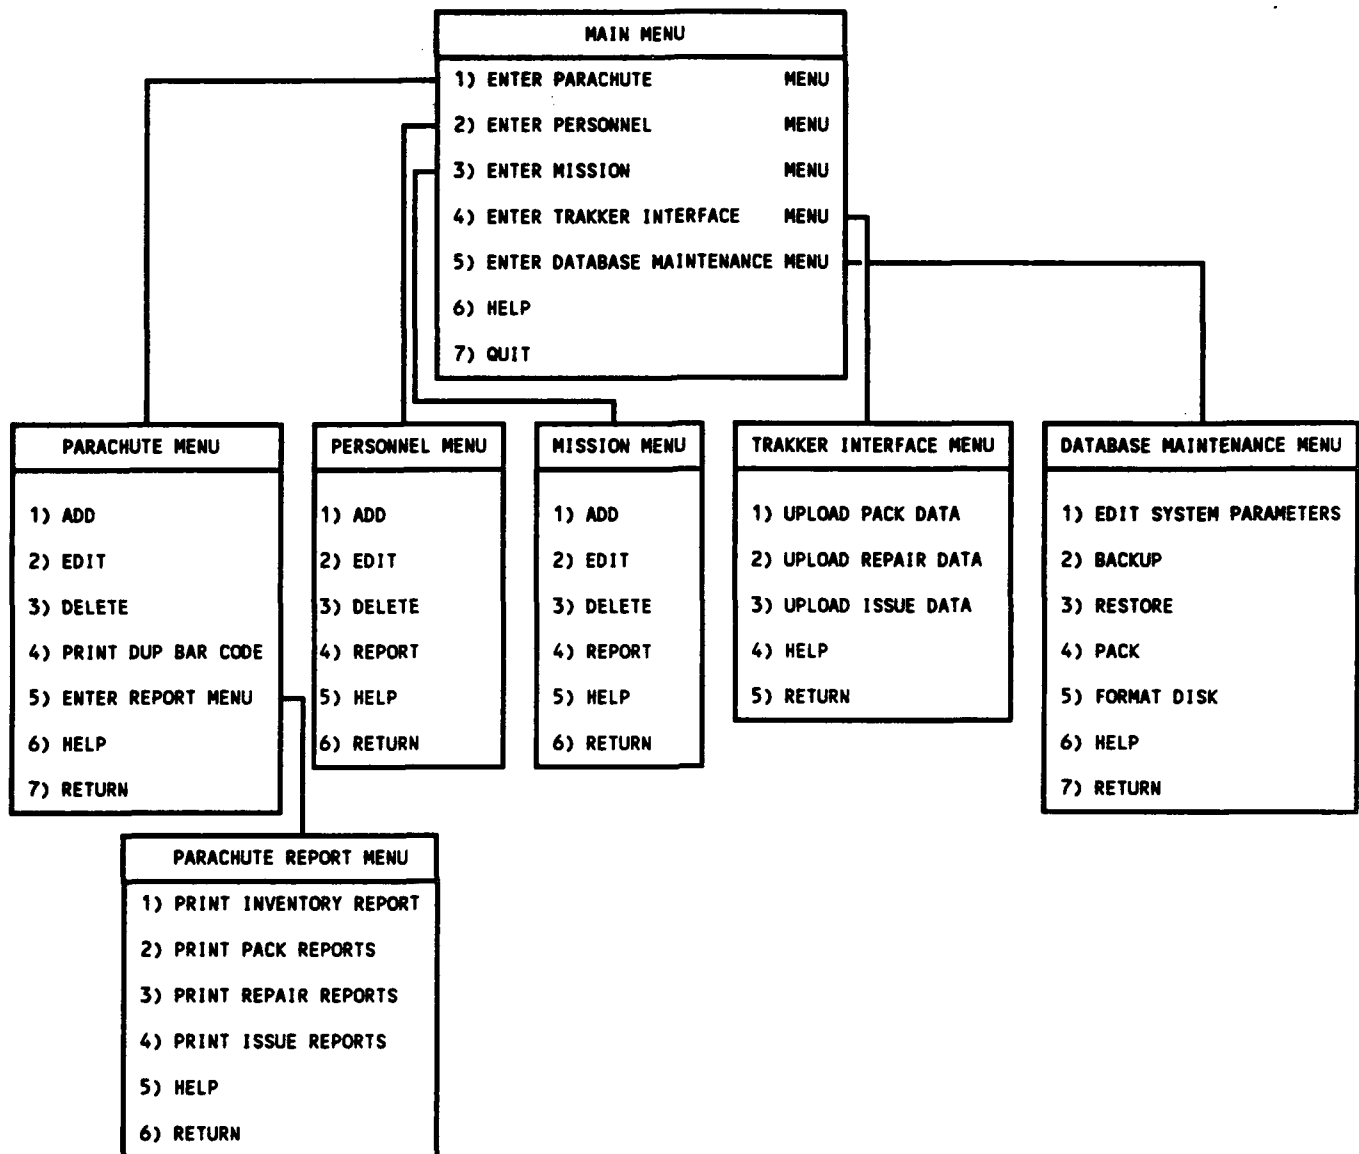 MAIN MENU
1) ENTER PARACHUTE MENU
2) ENTER PERSONNEL MENU
3) ENTER MISSION MENU
4) ENTER TRAKKER INTERFACE MENU
5) ENTER DATABASE MAINTENANCE MENU
6) HELP
7) QUIT
PARACHUTE MENU
1) ADD
2) EDIT
3) DELETE
4) PRINT DUP BAR CODE
5) ENTER REPORT MENU
6) HELP
7) RETURN
PERSONNEL MENU
1) ADD
2) EDIT
3) DELETE
4) REPORT
5) HELP
6) RETURN
MISSION MENU
1) ADD
2) EDIT
3) DELETE
4) REPORT
5) HELP
6) RETURN
TRAKKER INTERFACE MENU
1) UPLOAD PACK DATA
2) UPLOAD REPAIR DATA
3) UPLOAD ISSUE DATA
4) HELP
5) RETURN
DATABASE MAINTENANCE MENU
1) EDIT SYSTEM PARAMETERS
2) BACKUP
3) RESTORE
4) PACK
5) FORMAT DISK
6) HELP
7) RETURN
PARACHUTE REPORT MENU
1) PRINT INVENTORY REPORT
2) PRINT PACK REPORTS
3) PRINT REPAIR REPORTS
4) PRINT ISSUE REPORTS
5) HELP
6) RETURN